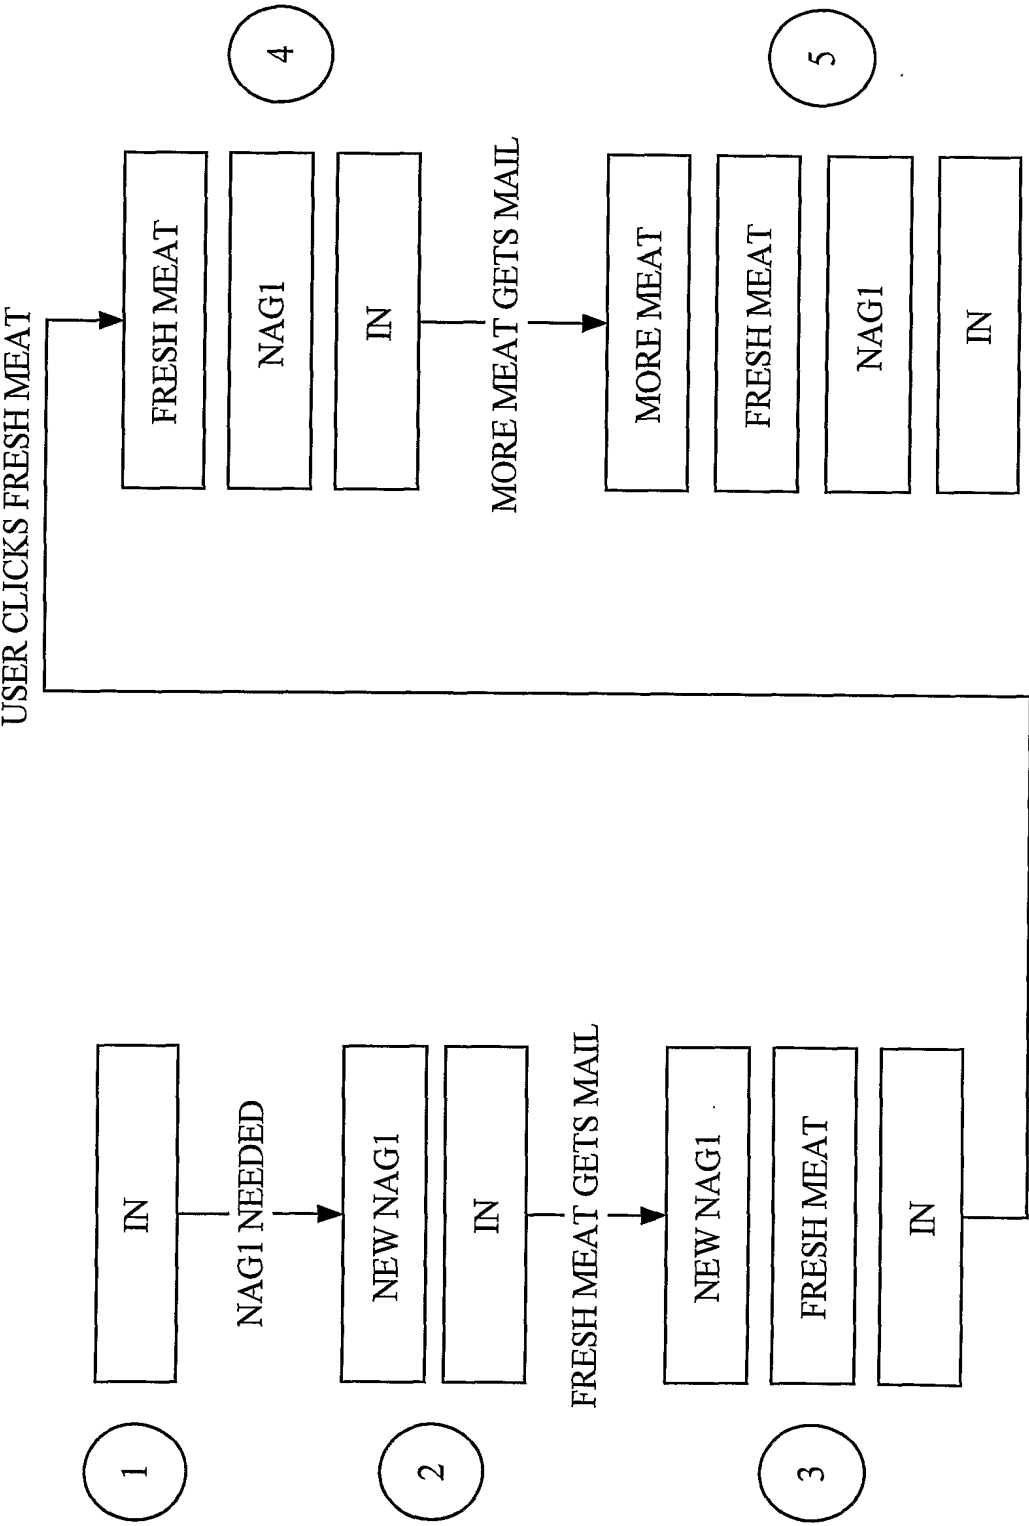 1
IN
NAG1 NEEDED
2
NEW NAG1
IN
FRESH MEAT GETS MAIL
3
NEW NAG1
FRESH MEAT
IN
USER CLICKS FRESH MEAT
4
FRESH MEAT
NAG1
IN
MORE MEAT GETS MAIL
5
MORE MEAT
FRESH MEAT
NAG1
IN